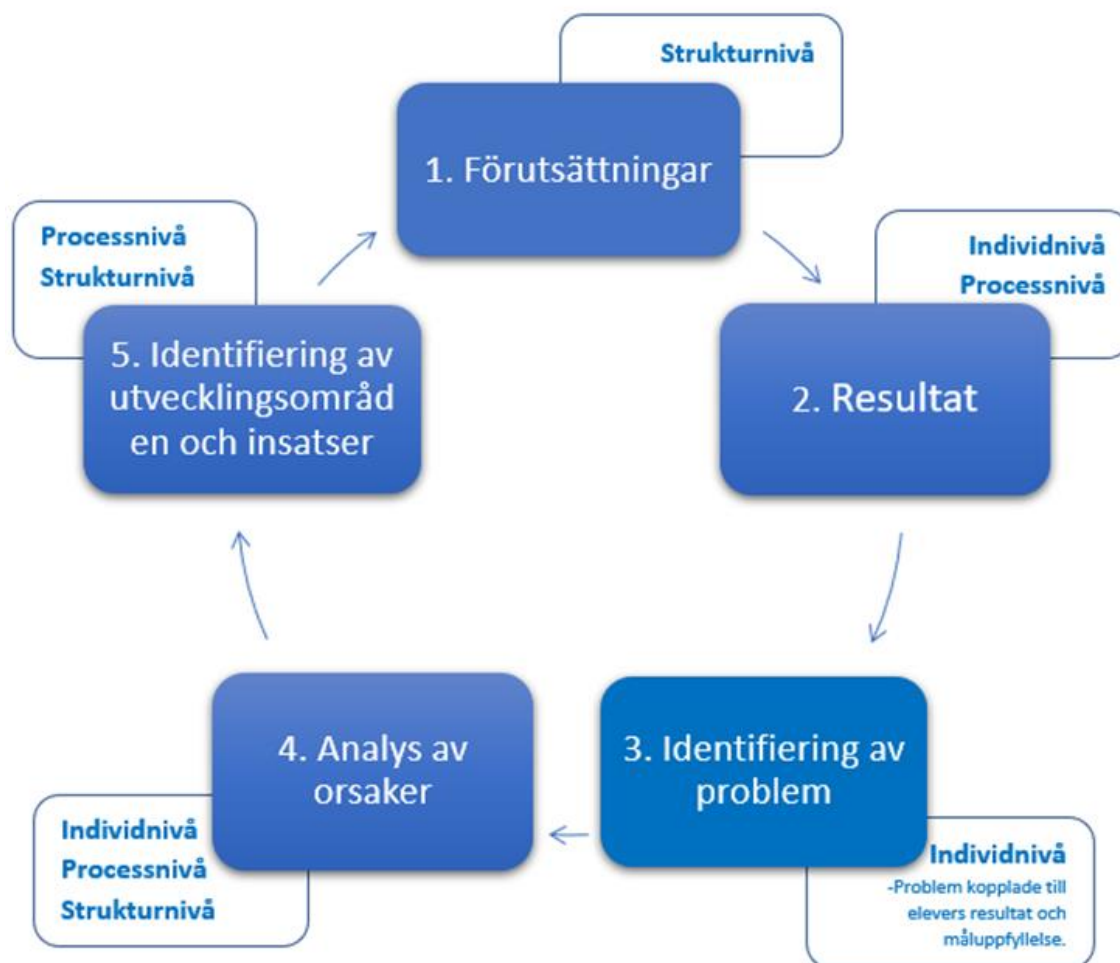 Strukturnivå
1. Förutsättningar
Individnivå
Processnivå
2. Resultat
3. Identifiering av
problem
Individnivå
-Problem kopplade till
elevers resultat och
måluppfyllelse.
4. Analys av
orsaker
Individnivå
Processnivå
Strukturnivå
5. Identifiering av
utvecklingsområd
en och insatser
Processnivå
Strukturnivå